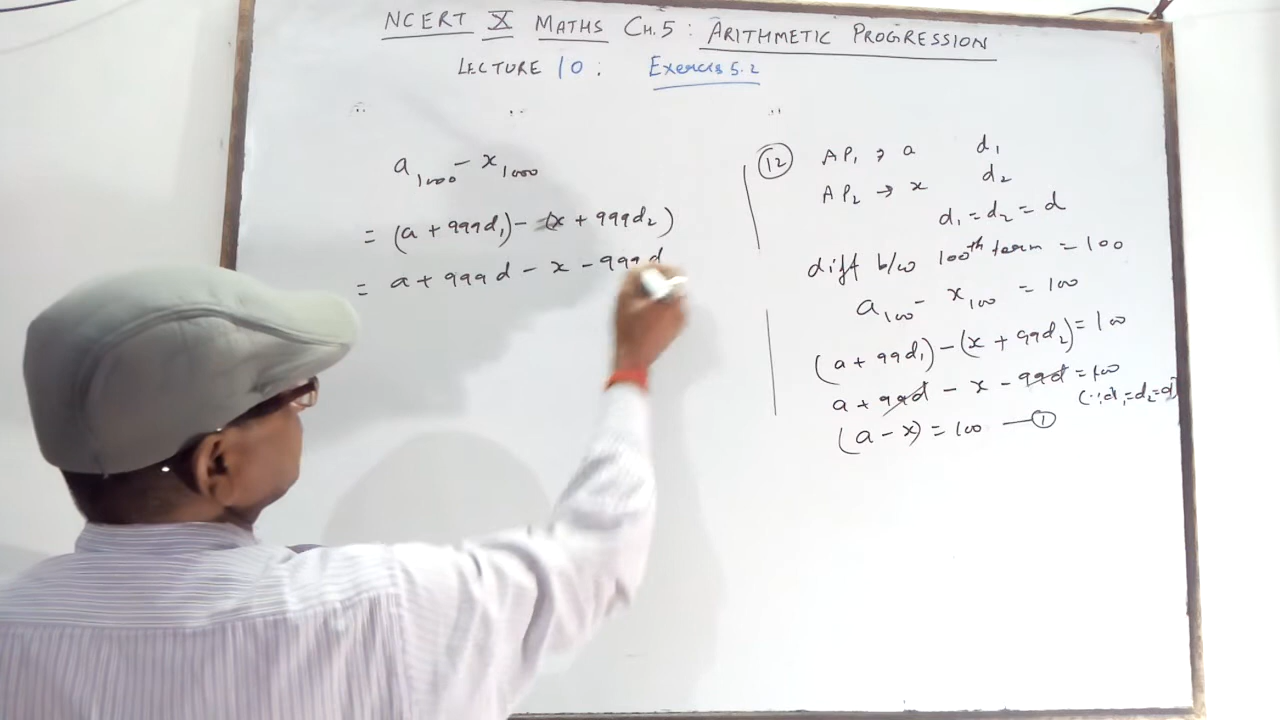 NCERT X MATHS CH.5 : ARITHMETIC PROGRESSION
LECTURE 10 : Exercis 5.2
a₁₀₀₀ - x₁₀₀₀
= (a + 999d₁) - (x + 999d₂)
= a + 999d - x - 999d
⑫ AP₁ → a d₁
AP₂ → x d₂
d₁ = d₂ = d
diff b/w 100th term = 100
a₁₀₀ - x₁₀₀ = 100
(a + 99d₁) - (x + 99d₂) = 100
a + 99d - x - 99d = 100
(∵ d₁ = d₂ = d)
(a - x) = 100 — ①